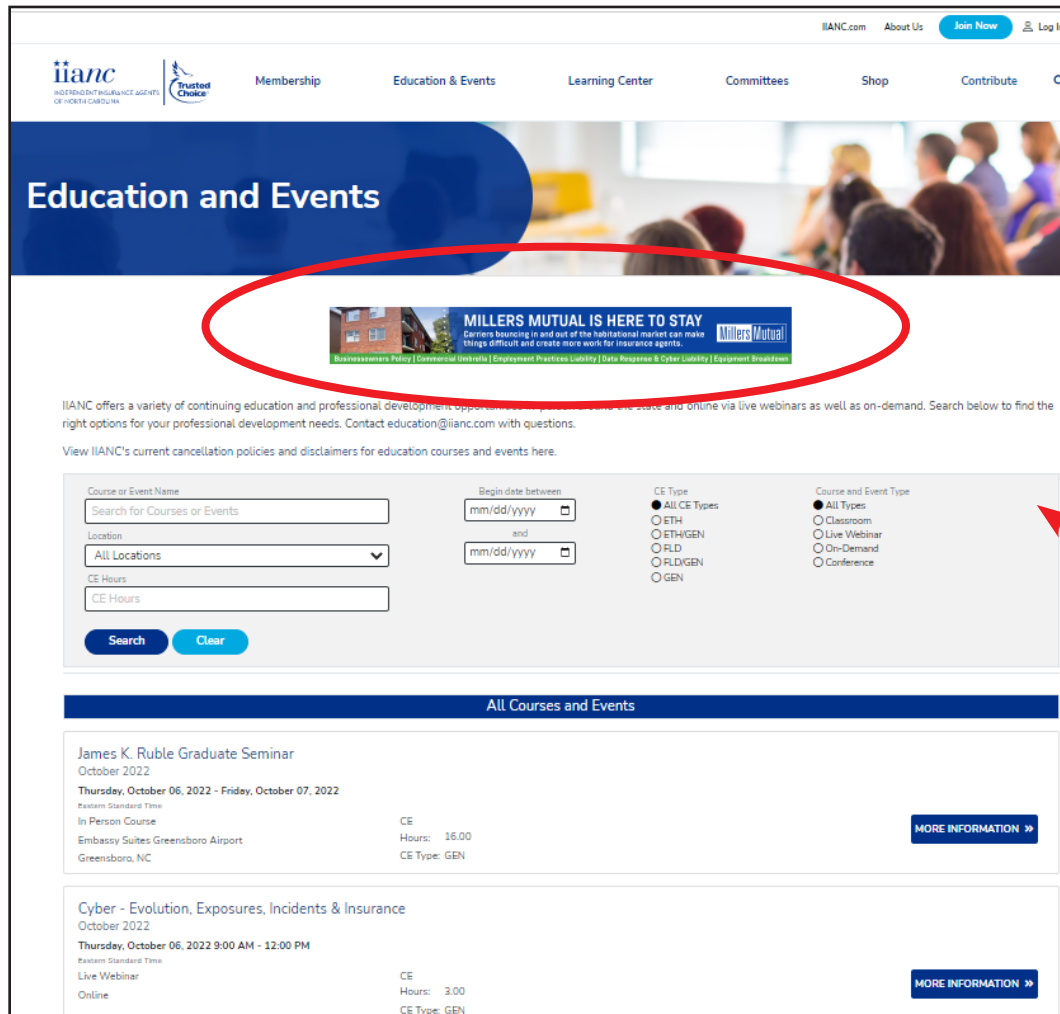 IIANC.com About Us Join Now Log In
iianc
INDEPENDENT INSURANCE AGENTS
OF NORTH CAROLINA
Trusted
Choice
Membership Education & Events Learning Center Committees Shop Contribute
Education and Events
MILLERS MUTUAL IS HERE TO STAY
Carriers bouncing in and out of the habitational market can make
things difficult and create more work for insurance agents.
Millers Mutual
Businessowners Policy | Commercial Umbrella | Employment Practices Liability | Data Response & Cyber Liability | Equipment Breakdown
IIANC offers a variety of continuing education and professional development the state and online via live webinars as well as on-demand. Search below to find the
right options for your professional development needs. Contact education@iianc.com with questions.
View IIANC's current cancellation policies and disclaimers for education courses and events here.
Course or Event Name
Search for Courses or Events
Location
All Locations
CE Hours
CE Hours
Begin date between
mm/dd/yyyy
and
mm/dd/yyyy
CE Type
All CE Types
ETH
ETH/GEN
FLD
FLD/GEN
GEN
Course and Event Type
All Types
Classroom
Live Webinar
On-Demand
Conference
Search Clear
All Courses and Events
James K. Ruble Graduate Seminar
October 2022
Thursday, October 06, 2022 - Friday, October 07, 2022
Eastern Standard Time
In Person Course
Embassy Suites Greensboro Airport
Greensboro, NC
CE
Hours: 16.00
CE Type: GEN
MORE INFORMATION »
Cyber - Evolution, Exposures, Incidents & Insurance
October 2022
Thursday, October 06, 2022 9:00 AM - 12:00 PM
Eastern Standard Time
Live Webinar
Online
CE
Hours: 3.00
CE Type: GEN
MORE INFORMATION »